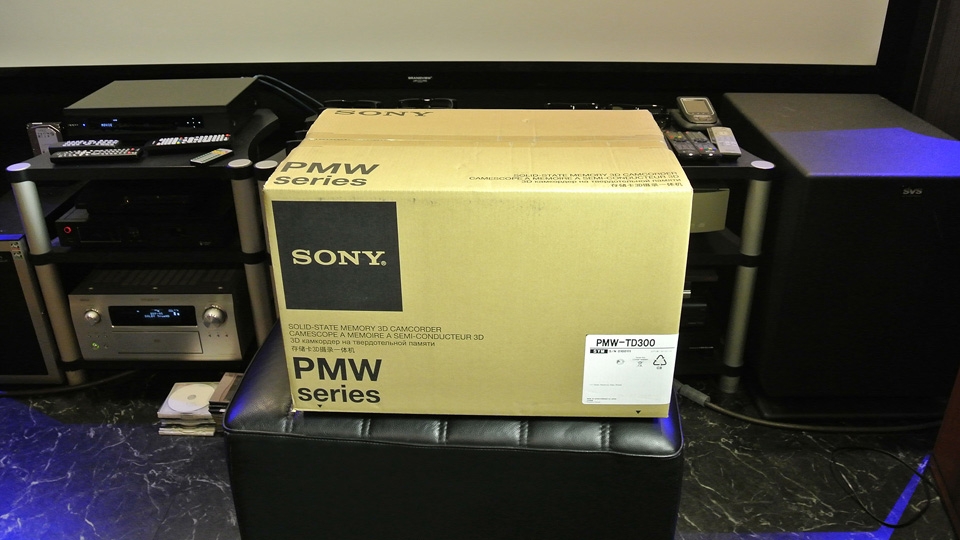 SONY
PMW
series
SOLID-STATE MEMORY 3D CAMCORDER
CAMESCOPE A MEMOIRE A SEMI-CONDUCTEUR 3D
3D камкордер на твердотельной памяти
存储卡3D摄录一体机
SONY
SOLID-STATE MEMORY 3D CAMCORDER
CAMESCOPE A MEMOIRE A SEMI-CONDUCTEUR 3D
3D камкордер на твердотельной памяти
存储卡3D摄录一体机
PMW
series
PMW-TD300
SYM
SVS